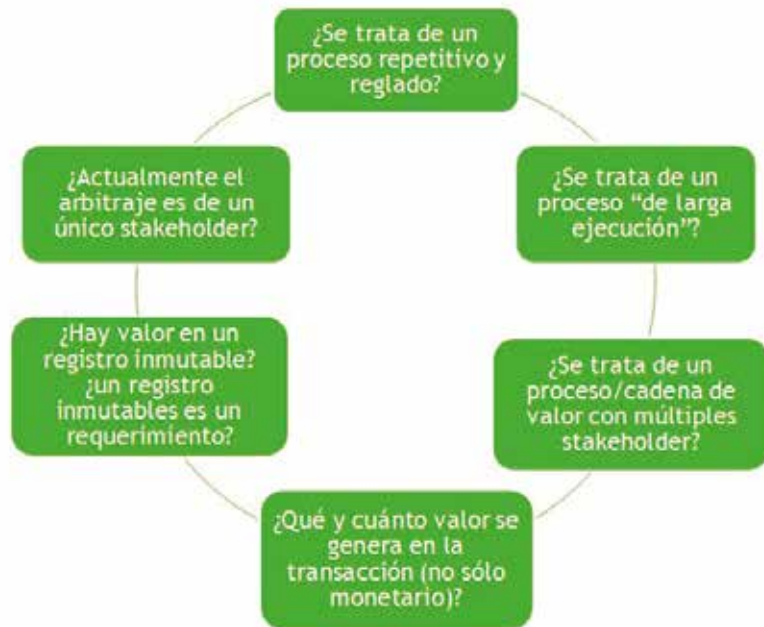 ¿Se trata de un
proceso repetitivo y
reglado?
¿Se trata de un
proceso “de larga
ejecución”?
¿Se trata de un
proceso/cadena de
valor con múltiples
stakeholder?
¿Qué y cuánto valor se
genera en la
transacción (no sólo
monetario)?
¿Hay valor en un
registro inmutable?
¿un registro
inmutables es un
requerimiento?
¿Actualmente el
arbitraje es de un
único stakeholder?